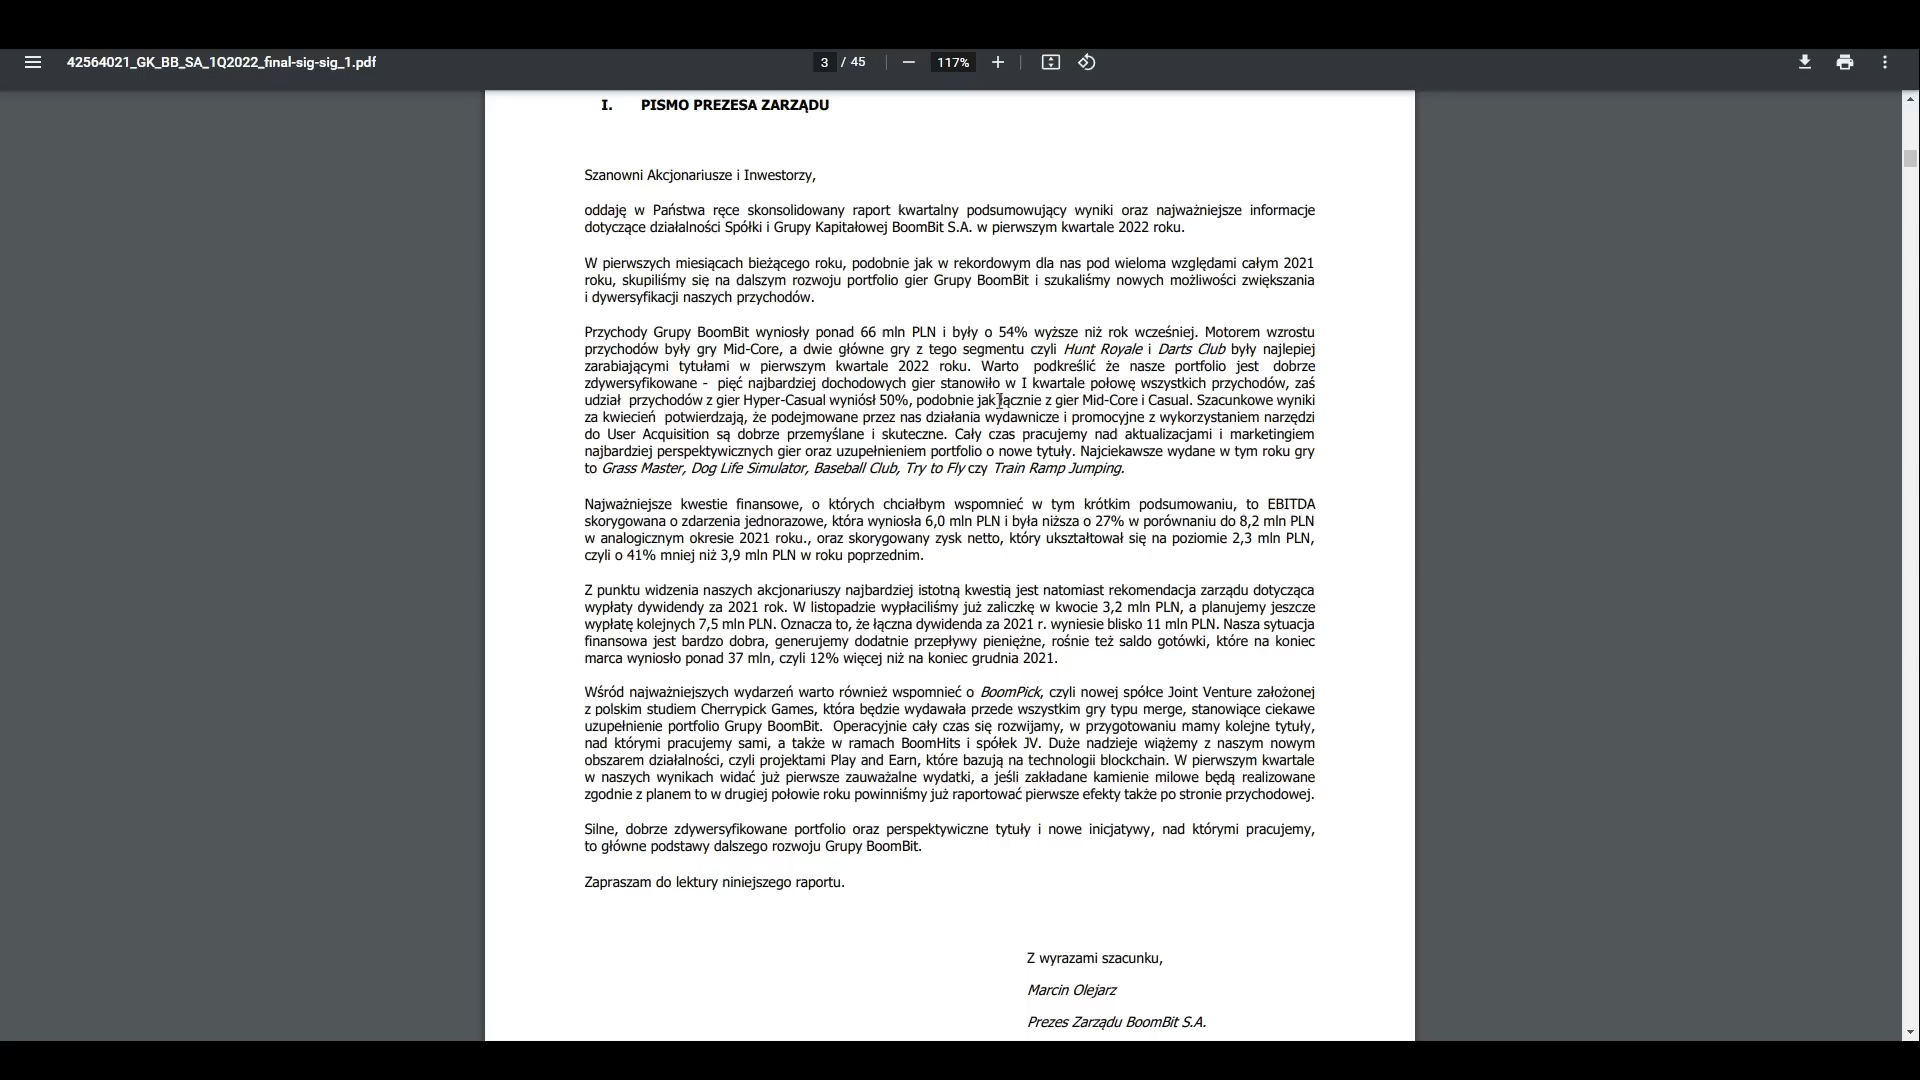 42564021_GK_BB_SA_1Q2022_final-sig-sig_1.pdf
3 / 45
117%
I. PISMO PREZESA ZARZĄDU
Szanowni Akcjonariusze i Inwestorzy,
oddaję w Państwa ręce skonsolidowany raport kwartalny podsumowujący wyniki oraz najważniejsze informacje
dotyczące działalności Spółki i Grupy Kapitałowej BoomBit S.A. w pierwszym kwartale 2022 roku.
W pierwszych miesiącach bieżącego roku, podobnie jak w rekordowym dla nas pod wieloma względami całym 2021
roku, skupiliśmy się na dalszym rozwoju portfolio gier Grupy BoomBit i szukaliśmy nowych możliwości zwiększania
i dywersyfikacji naszych przychodów.
Przychody Grupy BoomBit wyniosły ponad 66 mln PLN i były o 54% wyższe niż rok wcześniej. Motorem wzrostu
przychodów były gry Mid-Core, a dwie główne gry z tego segmentu czyli Hunt Royale i Darts Club były najlepiej
zarabiającymi tytułami w pierwszym kwartale 2022 roku. Warto podkreślić że nasze portfolio jest dobrze
zdywersyfikowane - pięć najbardziej dochodowych gier stanowiło w I kwartale połowę wszystkich przychodów, zaś
udział przychodów z gier Hyper-Casual wyniósł 50%, podobnie jak łącznie z gier Mid-Core i Casual. Szacunkowe wyniki
za kwiecień potwierdzają, że podejmowane przez nas działania wydawnicze i promocyjne z wykorzystaniem narzędzi
do User Acquisition są dobrze przemyślane i skuteczne. Cały czas pracujemy nad aktualizacjami i marketingiem
najbardziej perspektywicznych gier oraz uzupełnieniem portfolio o nowe tytuły. Najciekawsze wydane w tym roku gry
to Grass Master, Dog Life Simulator, Baseball Club, Try to Fly czy Train Ramp Jumping.
Najważniejsze kwestie finansowe, o których chciałbym wspomnieć w tym krótkim podsumowaniu, to EBITDA
skorygowana o zdarzenia jednorazowe, która wyniosła 6,0 mln PLN i była niższa o 27% w porównaniu do 8,2 mln PLN
w analogicznym okresie 2021 roku., oraz skorygowany zysk netto, który ukształtował się na poziomie 2,3 mln PLN,
czyli o 41% mniej niż 3,9 mln PLN w roku poprzednim.
Z punktu widzenia naszych akcjonariuszy najbardziej istotną kwestią jest natomiast rekomendacja zarządu dotycząca
wypłaty dywidendy za 2021 rok. W listopadzie wypłaciliśmy już zaliczkę w kwocie 3,2 mln PLN, a planujemy jeszcze
wypłatę kolejnych 7,5 mln PLN. Oznacza to, że łączna dywidenda za 2021 r. wyniesie blisko 11 mln PLN. Nasza sytuacja
finansowa jest bardzo dobra, generujemy dodatnie przepływy pieniężne, rośnie też saldo gotówki, które na koniec
marca wyniosło ponad 37 mln, czyli 12% więcej niż na koniec grudnia 2021.
Wśród najważniejszych wydarzeń warto również wspomnieć o BoomPick, czyli nowej spółce Joint Venture założonej
z polskim studiem Cherrypick Games, która będzie wydawała przede wszystkim gry typu merge, stanowiące ciekawe
uzupełnienie portfolio Grupy BoomBit. Operacyjnie cały czas się rozwijamy, w przygotowaniu mamy kolejne tytuły,
nad którymi pracujemy sami, a także w ramach BoomHits i spółek JV. Duże nadzieje wiążemy z naszym nowym
obszarem działalności, czyli projektami Play and Earn, które bazują na technologii blockchain. W pierwszym kwartale
w naszych wynikach widać już pierwsze zauważalne wydatki, a jeśli zakładane kamienie milowe będą realizowane
zgodnie z planem to w drugiej połowie roku powinniśmy już raportować pierwsze efekty także po stronie przychodowej.
Silne, dobrze zdywersyfikowane portfolio oraz perspektywiczne tytuły i nowe inicjatywy, nad którymi pracujemy,
to główne podstawy dalszego rozwoju Grupy BoomBit.
Zapraszam do lektury niniejszego raportu.
Z wyrazami szacunku,
Marcin Olejarz
Prezes Zarządu BoomBit S.A.